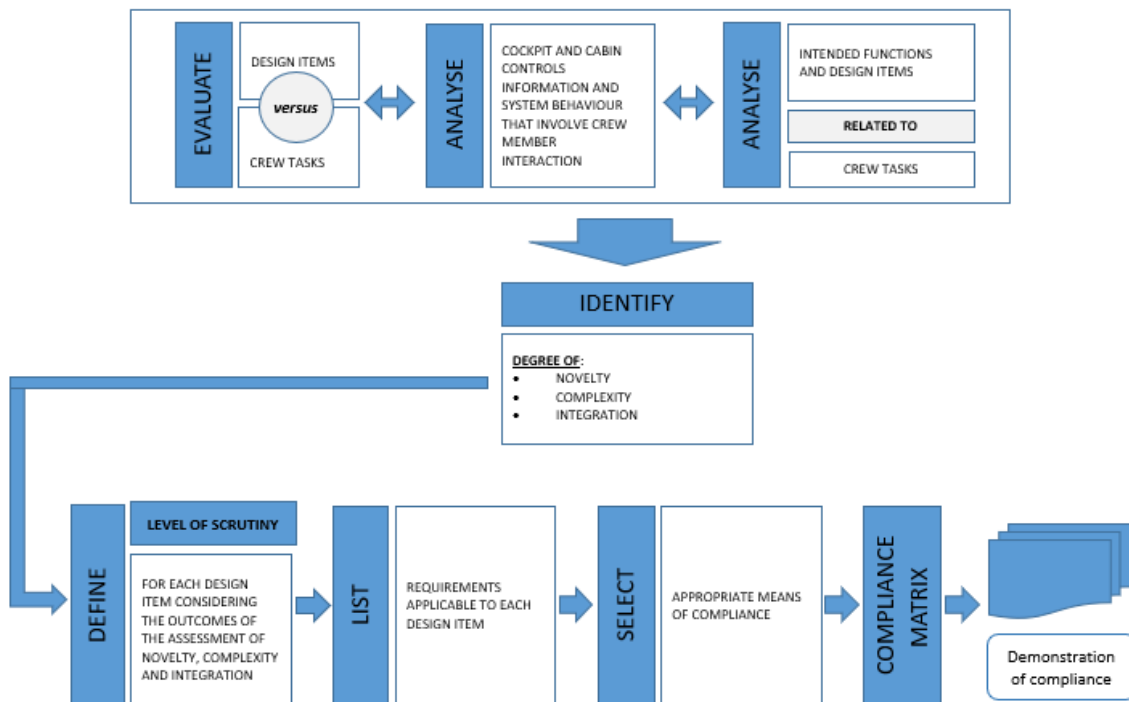 EVALUATE
DESIGN ITEMS
versus
CREW TASKS
ANALYSE
COCKPIT AND CABIN
CONTROLS
INFORMATION AND
SYSTEM BEHAVIOUR
THAT INVOLVE CREW
MEMBER
INTERACTION
ANALYSE
INTENDED FUNCTIONS
AND DESIGN ITEMS
RELATED TO
CREW TASKS
IDENTIFY
DEGREE OF:
• NOVELTY
• COMPLEXITY
• INTEGRATION
DEFINE
LEVEL OF SCRUTINY
FOR EACH DESIGN
ITEM CONSIDERING
THE OUTCOMES OF
THE ASSESSMENT OF
NOVELTY, COMPLEXITY
AND INTEGRATION
LIST
REQUIREMENTS
APPLICABLE TO EACH
DESIGN ITEM
SELECT
APPROPRIATE MEANS
OF COMPLIANCE
COMPLIANCE
MATRIX
Demonstration
of compliance